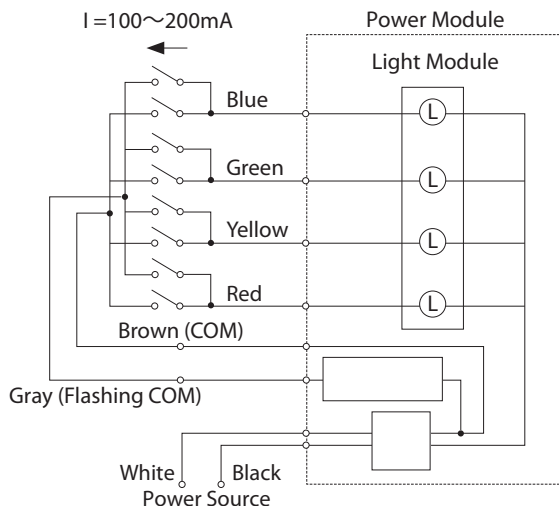 I =100～200mA
Power Module
Light Module
Blue
L
Green
L
Yellow
L
Red
L
Brown (COM)
Gray (Flashing COM)
White
Black
Power Source